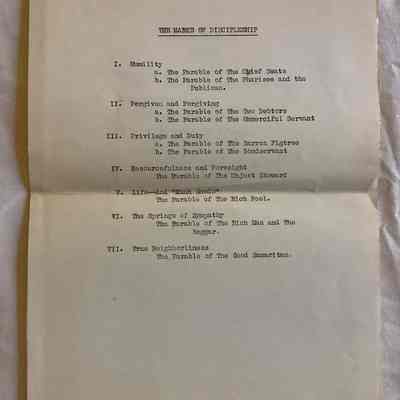 THE MARKS OF DISCIPLESHIP
I. Humility
a. The Parable of The Chief Seats
b. The Parable of The Pharisee and the
Publican.
II. Forgiven and Forgiving
a. The Parable of The Two Debtors
b. The Parable of The Unmerciful Servant
III. Privilege and Duty
a. The Parable of The Barren Figtree
b. The Parable of The Bondservant
IV. Resourcefulness and Foresight
The Parable of The Unjust Steward
V. Life--And "Much Goods"
The Parable of The Rich Fool.
VI. The Springs of Sympathy
The Parable of The Rich Man and The
Beggar.
VII. True Neighborliness
The Parable of The Good Samaritan.